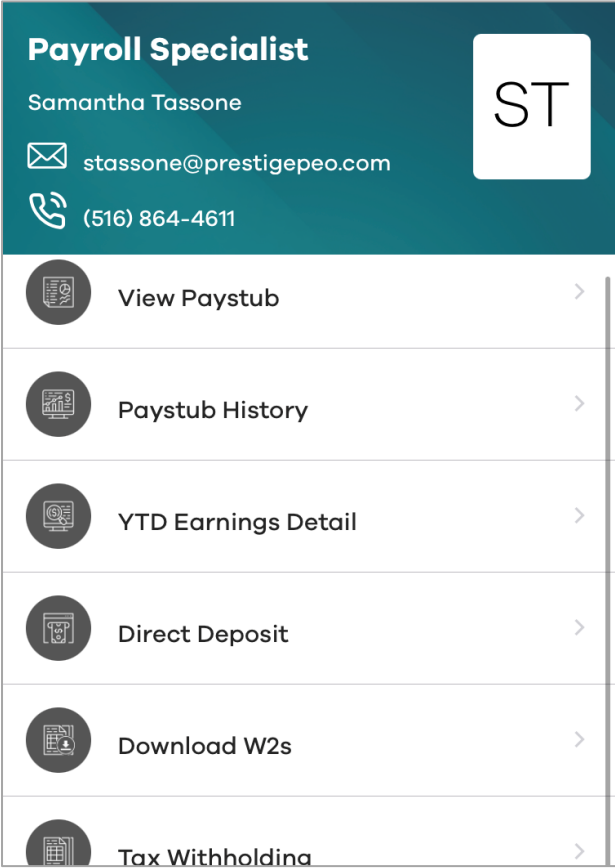 Payroll Specialist
Samantha Tassone
ST
stassone@prestigepeo.com
(516) 864-4611
View Paystub
Paystub History
YTD Earnings Detail
Direct Deposit
Download W2s
Tax Withholding